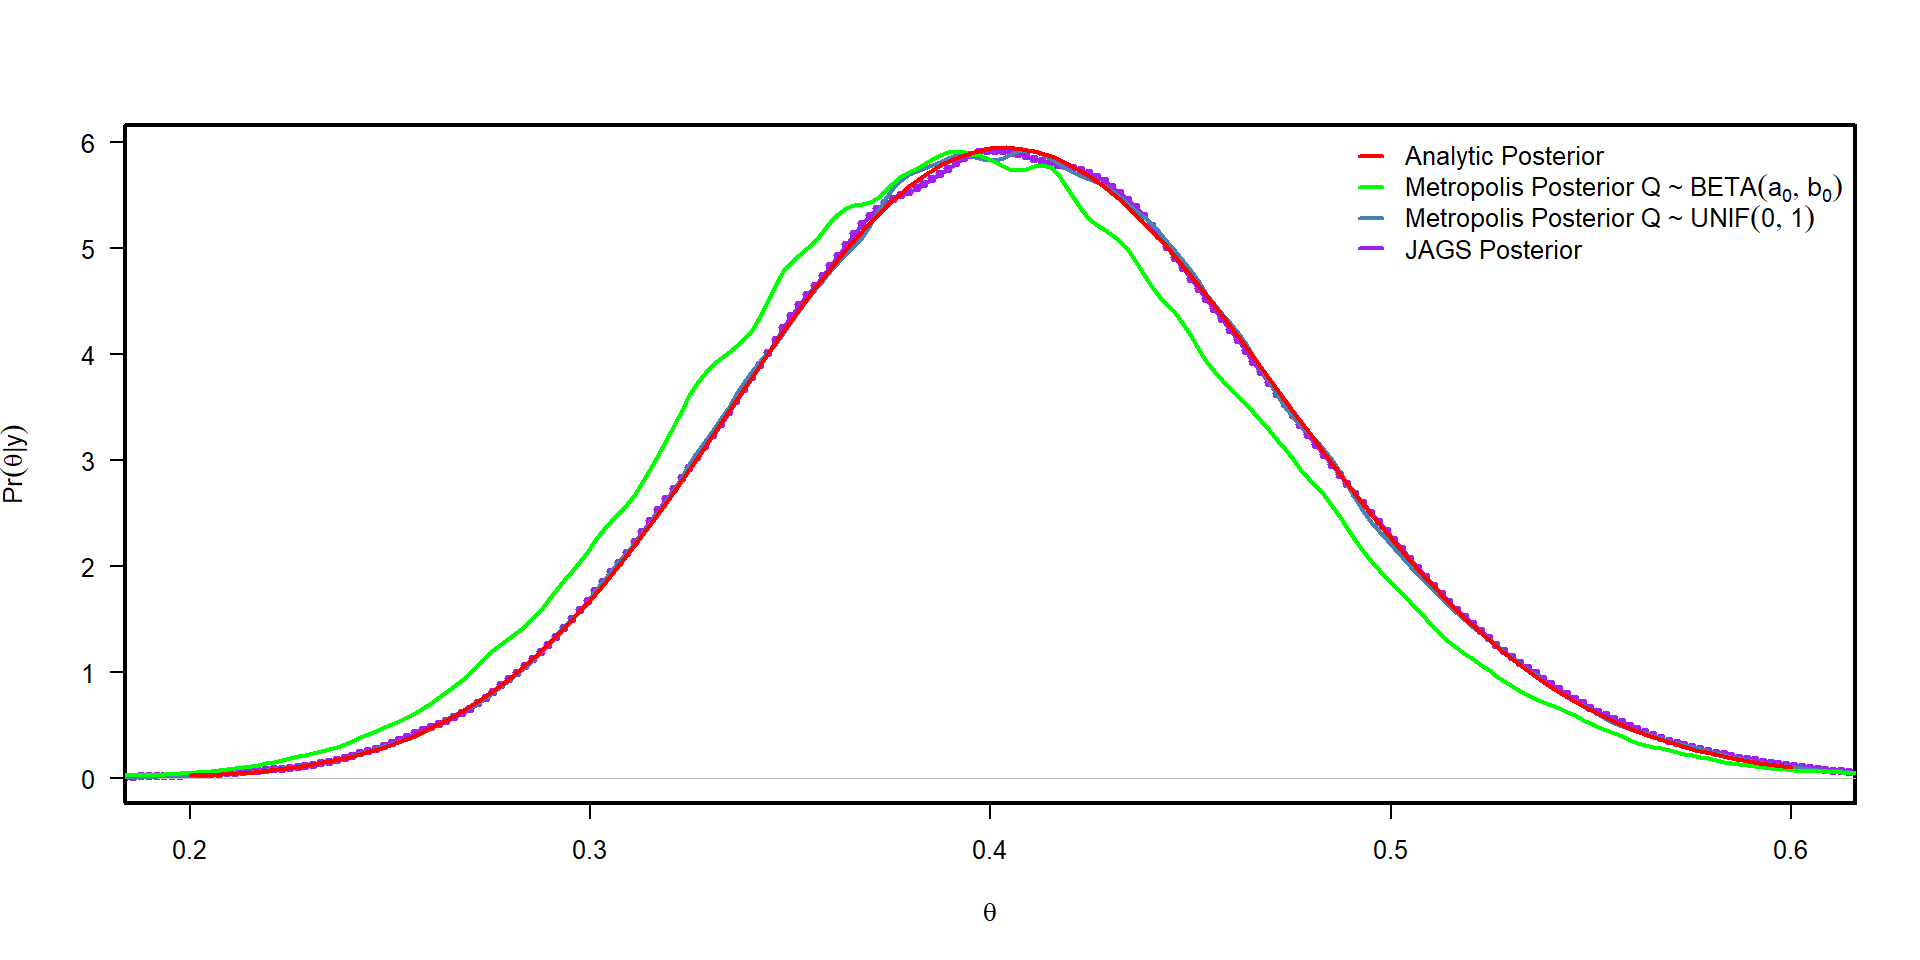 Analytic Posterior
Metropolis Posterior Q ~ BETA(a₀, b₀)
Metropolis Posterior Q ~ UNIF(0, 1)
JAGS Posterior
Pr(θ|y)
6
5
4
3
2
1
0
0.2 0.3 0.4 0.5 0.6
θ